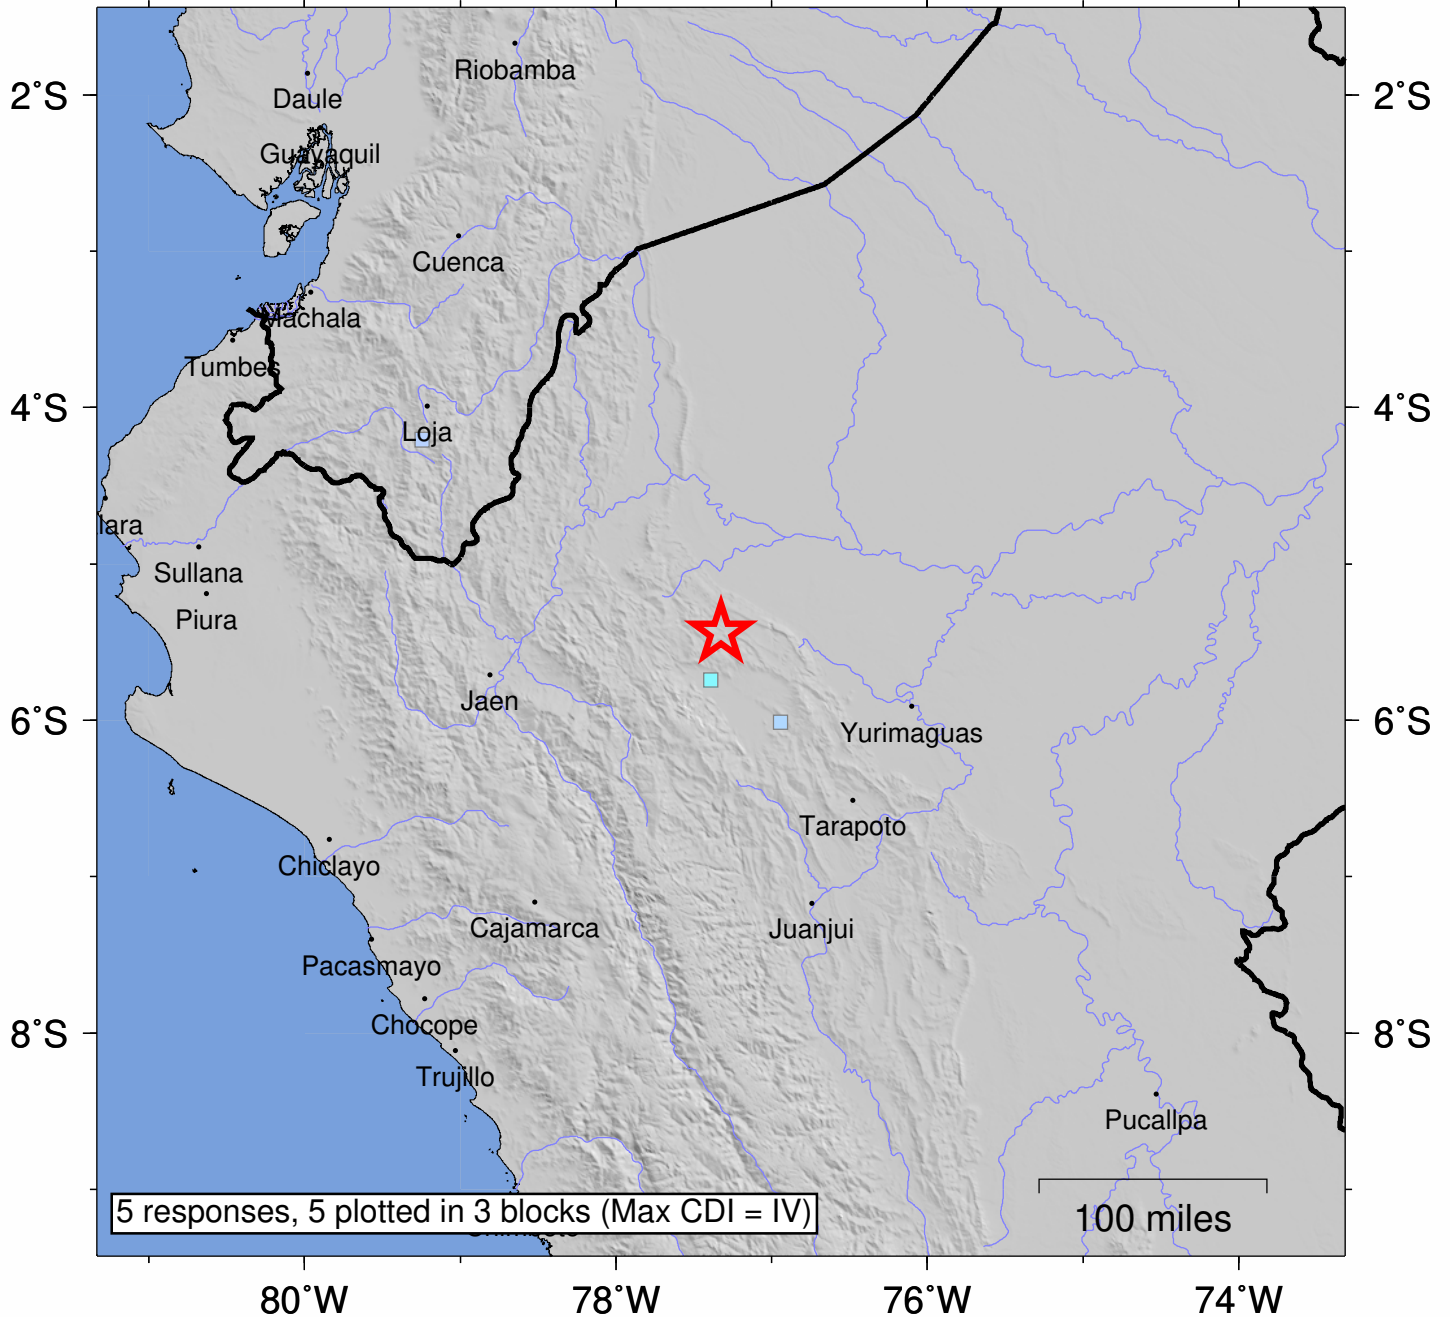 Riobamba
2°S
2°S
Daule
Guayaquil
Cuenca
Machala
Tumbes
4°S
4°S
Loja
lara
Sullana
Piura
Jaen
6°S
6°S
Yurimaguas
Tarapoto
Chiclayo
Cajamarca
Juanjui
Pacasmayo
Chocope
8°S
8°S
Trujillo
Pucallpa
5 responses, 5 plotted in 3 blocks (Max CDI = IV)
100 miles
80°W
78°W
76°W
74°W